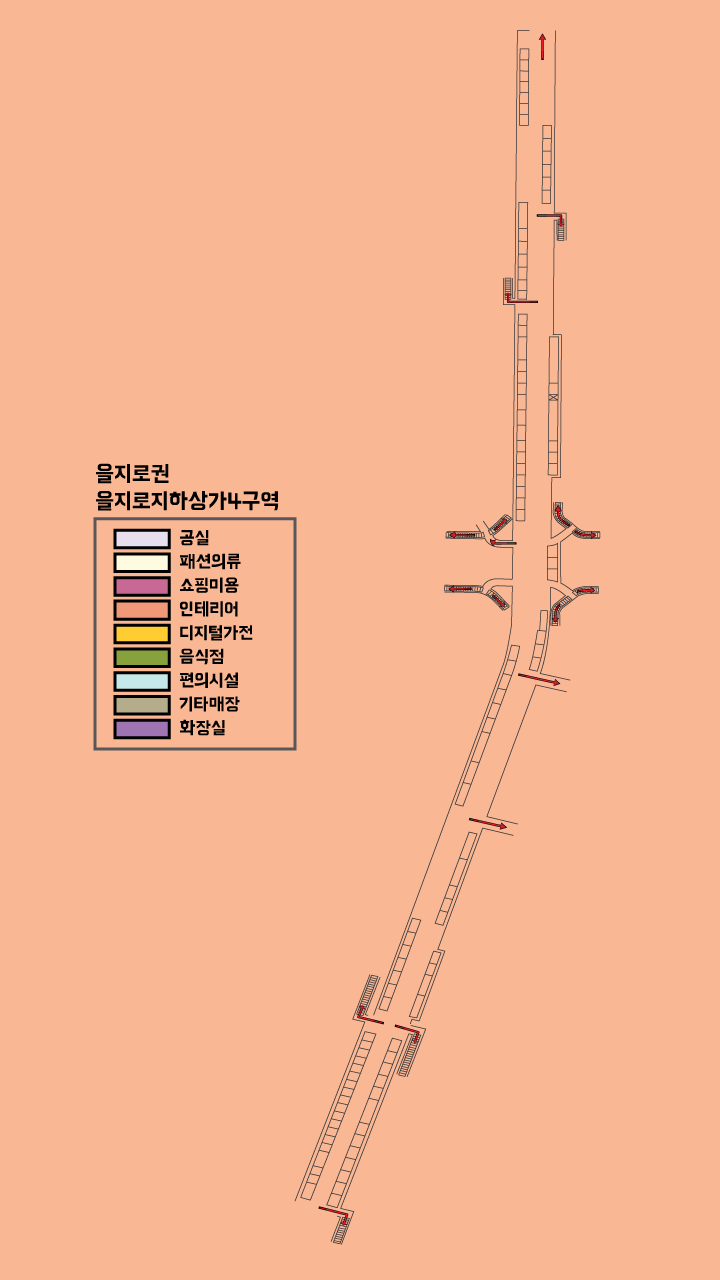 을지로권
을지로지하상가4구역
공실
패션의류
쇼핑미용
인테리어
디지털가전
음식점
편의시설
기타매장
화장실